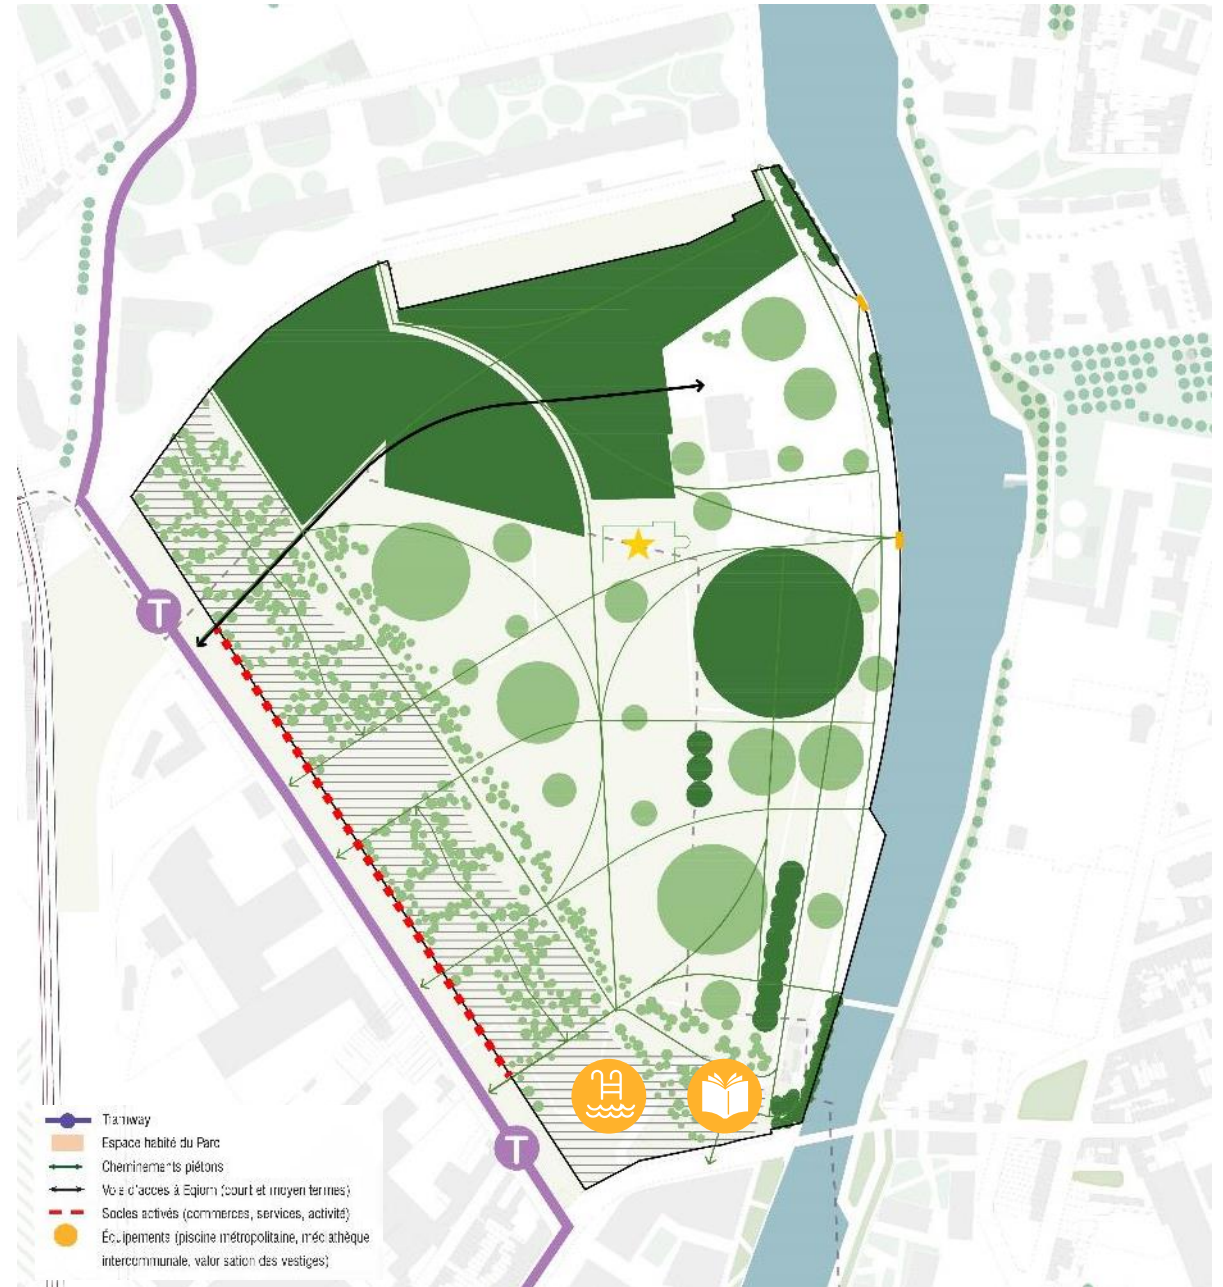 T
T
Tramway
Espace habité du Parc
Cheminements piétons
Voie d'accès à Eqiom (court et moyen termes)
Socles activés (commerces, services, activité)
Équipements (piscine métropolitaine, médiathèque
intercommunale, valorisation des vestiges)